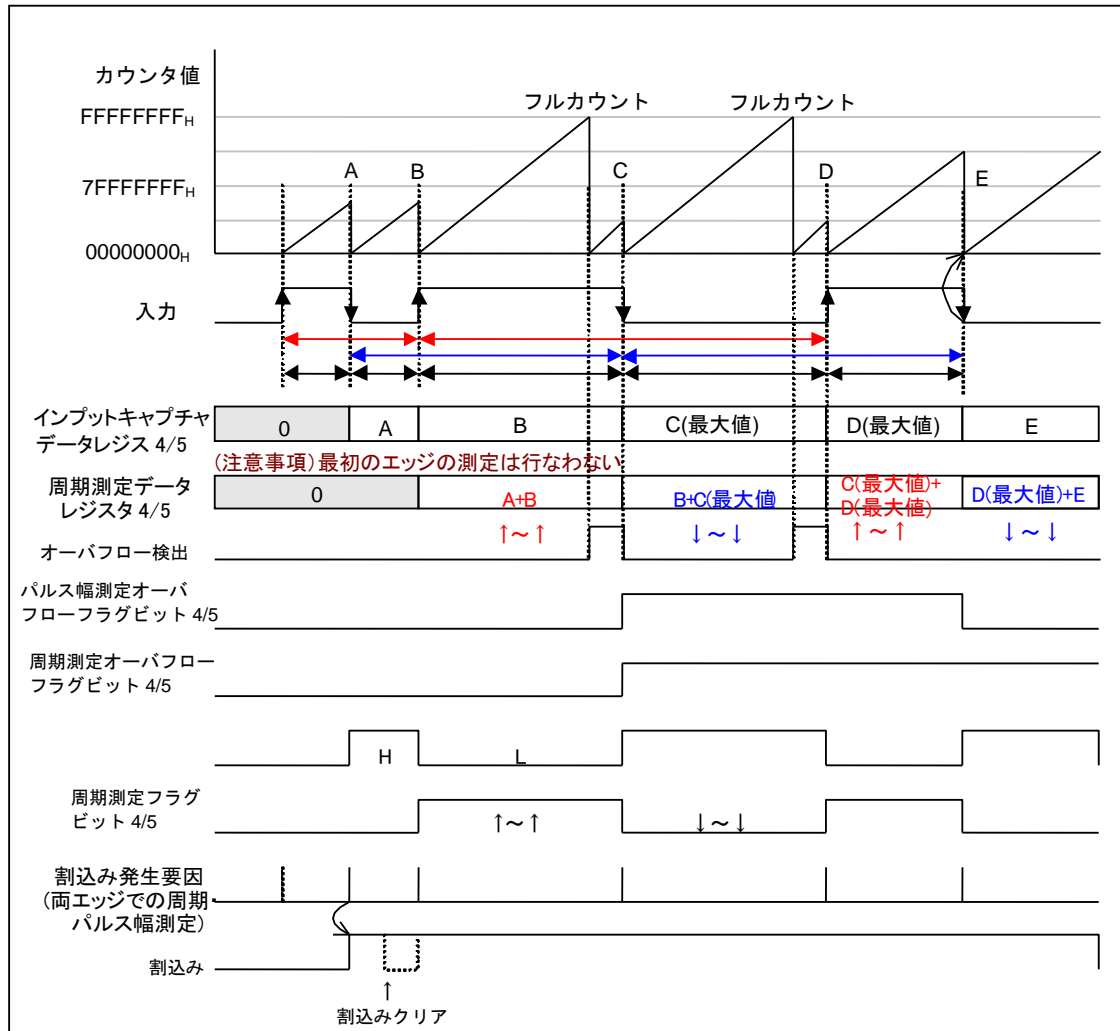 カウンタ値
フルカウント
フルカウント
FFFFFFFFH
A
B
C
D
E
7FFFFFFFH
00000000H
入力
インプットキャプチャ
データレジス 4/5
0
A
B
C(最大値)
D(最大値)
E
(注意事項)最初のエッジの測定は行なわない
周期測定データ
レジスタ 4/5
0
A+B
B+C(最大値)
C(最大値)+
D(最大値)
D(最大値)+E
↑～↑
↓～↓
↑～↑
↓～↓
オーバフロー検出
パルス幅測定オーバ
フローフラグビット 4/5
周期測定オーバフロー
フラグビット 4/5
H
L
周期測定フラグ
ビット 4/5
↑～↑
↓～↓
割込み発生要因
(両エッジでの周期・
パルス幅測定)
割込み
↑
割込みクリア